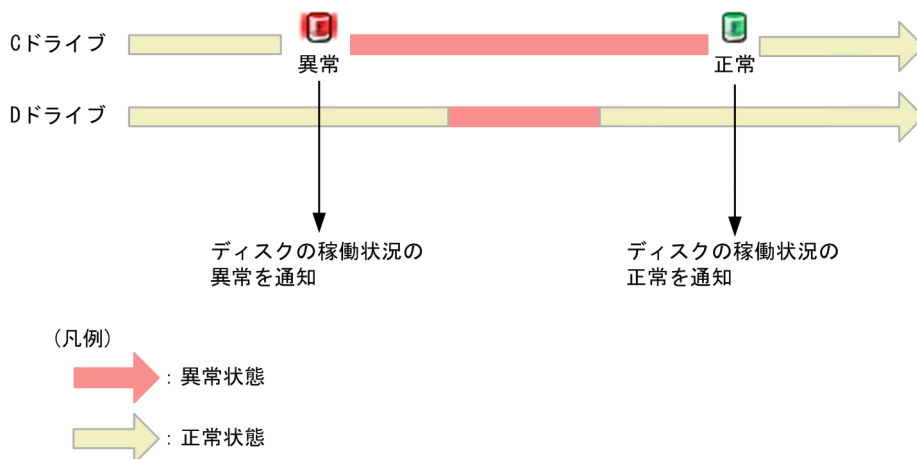 Cドライブ
異常
正常
Dドライブ
ディスクの稼働状況の
異常を通知
ディスクの稼働状況の
正常を通知
(凡例)
：異常状態
：正常状態